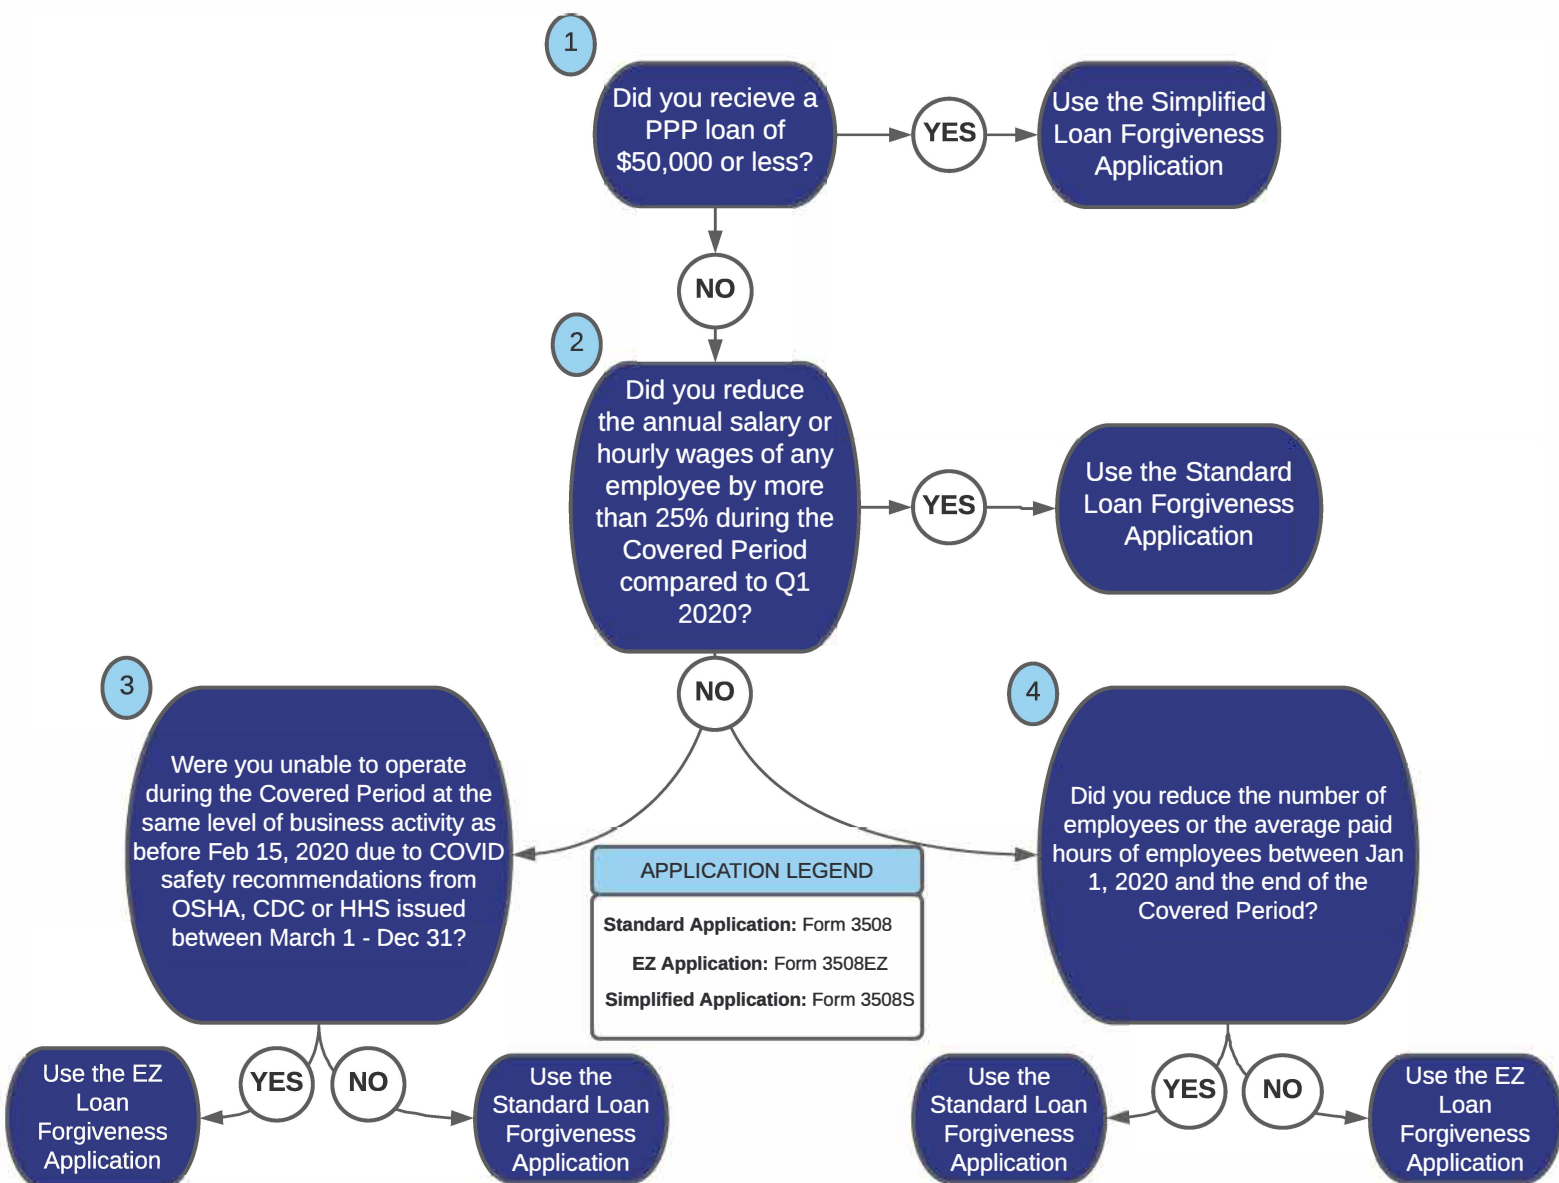 1
Did you recieve a
PPP loan of
$50,000 or less?
YES
Use the Simplified
Loan Forgiveness
Application
NO
2
Did you reduce
the annual salary or
hourly wages of any
employee by more
than 25% during the
Covered Period
compared to Q1
2020?
YES
Use the Standard
Loan Forgiveness
Application
NO
3
Were you unable to operate
during the Covered Period at the
same level of business activity as
before Feb 15, 2020 due to COVID
safety recommendations from
OSHA, CDC or HHS issued
between March 1 - Dec 31?
4
Did you reduce the number of
employees or the average paid
hours of employees between Jan
1, 2020 and the end of the
Covered Period?
APPLICATION LEGEND
Standard Application: Form 3508
EZ Application: Form 3508EZ
Simplified Application: Form 3508S
YES
NO
Use the EZ
Loan
Forgiveness
Application
Use the
Standard Loan
Forgiveness
Application
YES
NO
Use the
Standard Loan
Forgiveness
Application
Use the EZ
Loan
Forgiveness
Application